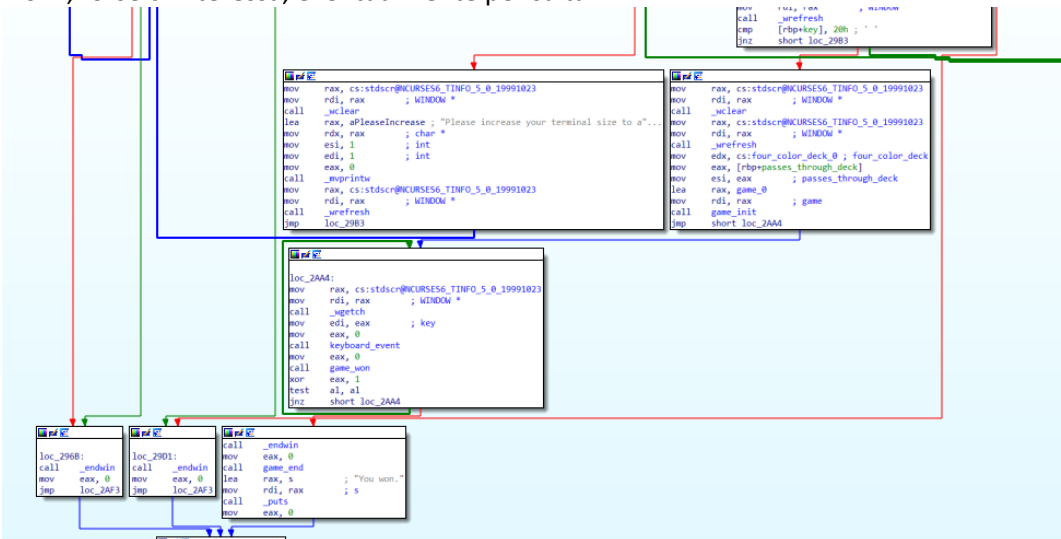 call _wrefresh
cmp [rbp+key], 20h ; ' '
jnz short loc_29B3
mov rax, cs:stdscr@NCURSES6_TINFO_5_0_19991023
mov rdi, rax ; WINDOW *
call _wclear
lea rax, aPleaseIncrease ; "Please increase your terminal size to a"...
mov rdx, rax ; char *
mov esi, 1 ; int
mov edi, 1 ; int
mov eax, 0
call _mvprintw
mov rax, cs:stdscr@NCURSES6_TINFO_5_0_19991023
mov rdi, rax ; WINDOW *
call _wrefresh
jmp loc_29B3
mov rax, cs:stdscr@NCURSES6_TINFO_5_0_19991023
mov rdi, rax ; WINDOW *
call _wclear
mov rax, cs:stdscr@NCURSES6_TINFO_5_0_19991023
mov rdi, rax ; WINDOW *
call _wrefresh
mov edx, cs:four_color_deck_0 ; four_color_deck
mov eax, [rbp+passes_through_deck]
mov esi, eax ; passes_through_deck
lea rax, game_0
mov rdi, rax ; game
call game_init
jmp short loc_2AA4
loc_2AA4:
mov rax, cs:stdscr@NCURSES6_TINFO_5_0_19991023
mov rdi, rax ; WINDOW *
call _wgetch
mov edi, eax ; key
mov eax, 0
call keyboard_event
mov eax, 0
call game_won
xor eax, 1
test al, al
jnz short loc_2AA4
loc_296B:
call _endwin
mov eax, 0
jmp loc_2AF3
loc_29D1:
call _endwin
mov eax, 0
jmp loc_2AF3
call _endwin
mov eax, 0
call game_end
lea rax, s ; "You won."
mov rdi, rax ; s
call _puts
mov eax, 0